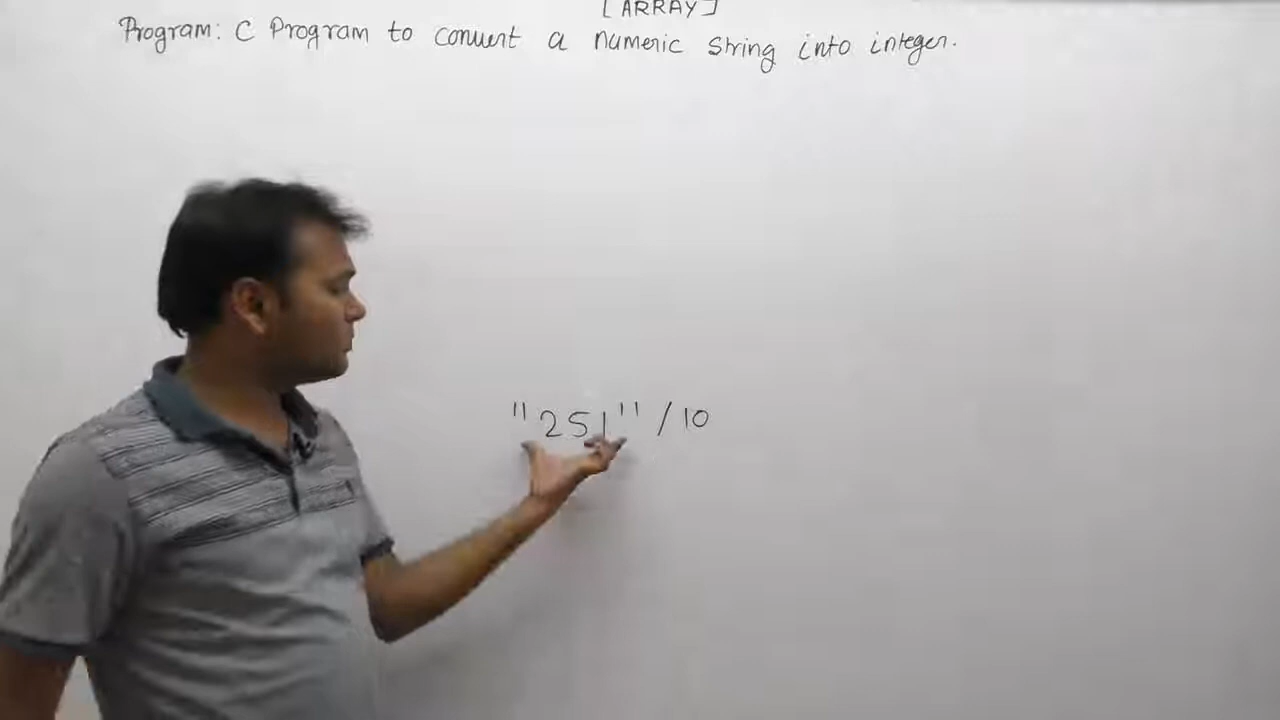 [ARRAY]
Program: C Program to convert a numeric string into integer.
"251" / 10